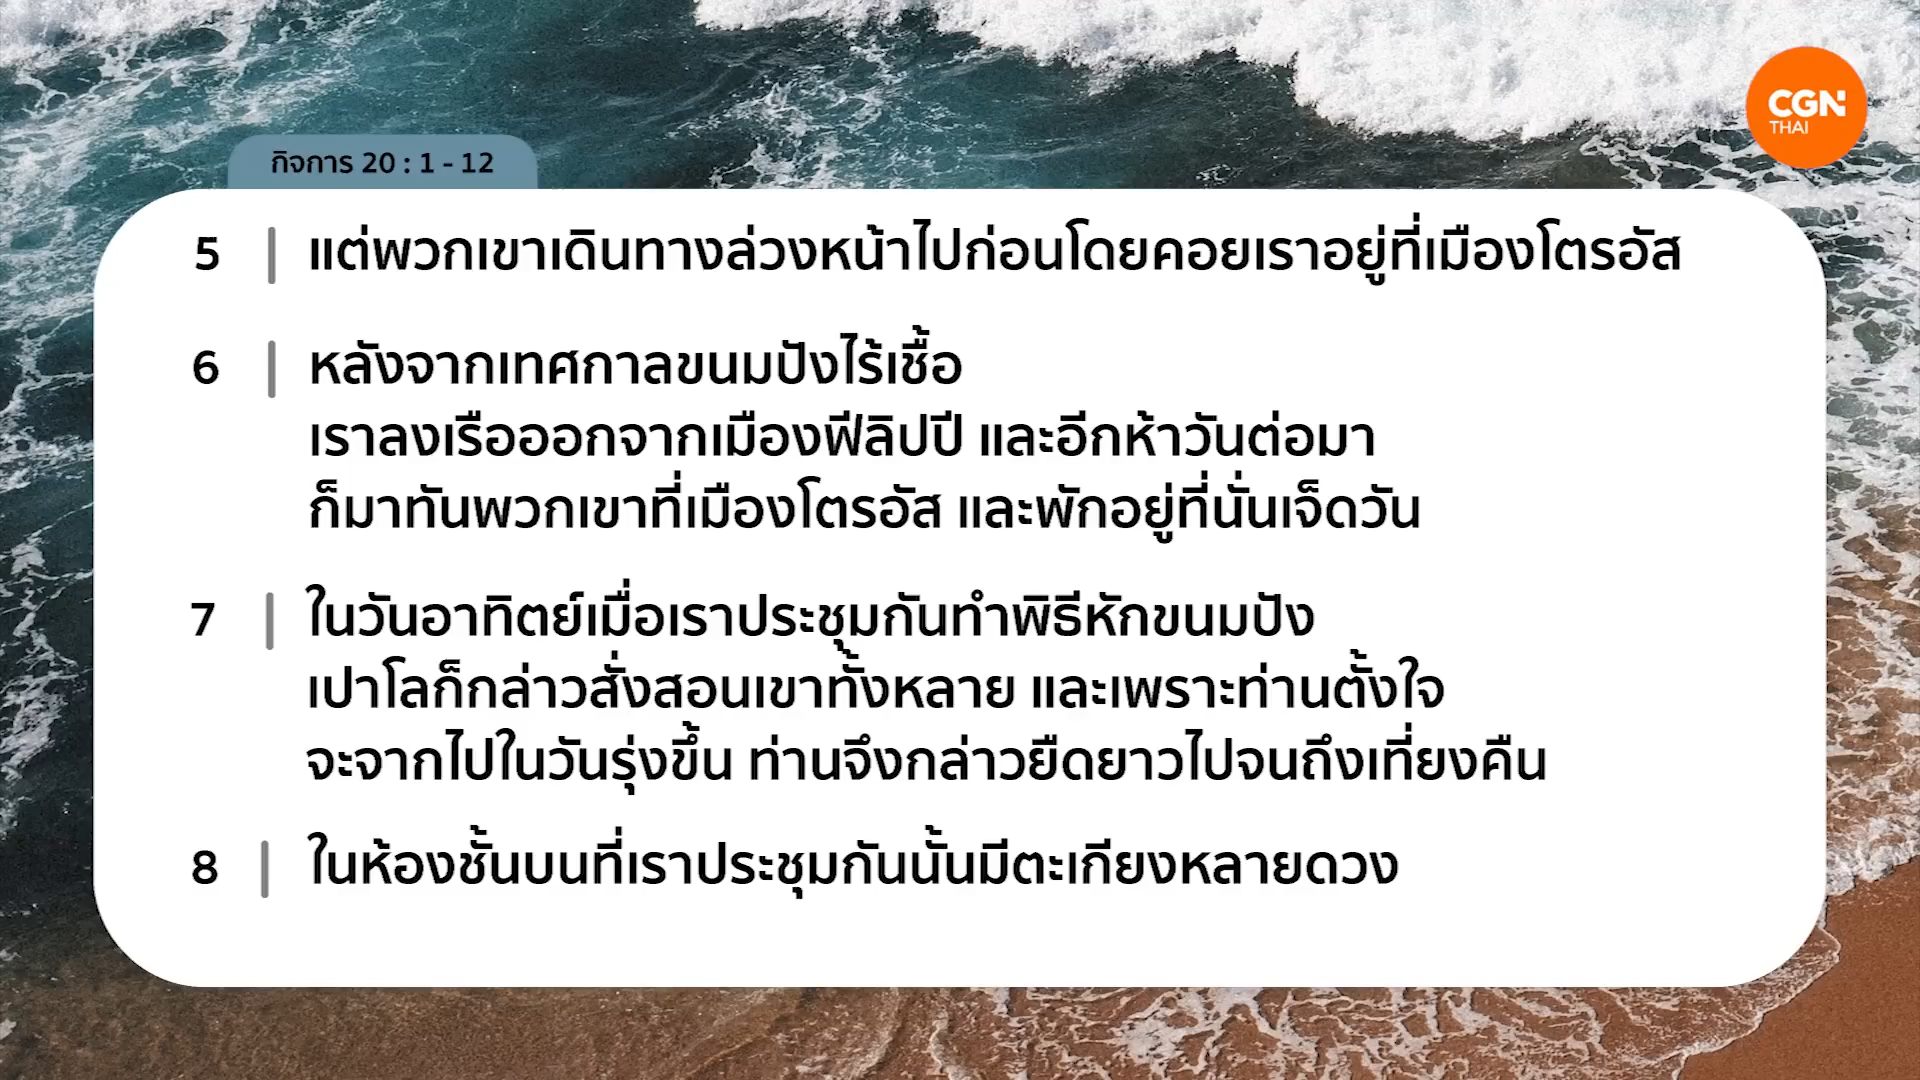 CGN
THAI
กิจการ 20 : 1 - 12
5 แต่พวกเขาเดินทางล่วงหน้าไปก่อนโดยคอยเราอยู่ที่เมืองโตรอัส
6 หลังจากเทศกาลขนมปังไร้เชื้อ
เราลงเรือออกจากเมืองฟีลิปปี และอีกห้าวันต่อมา
ก็มาทันพวกเขาที่เมืองโตรอัส และพักอยู่ที่นั่นเจ็ดวัน
7 ในวันอาทิตย์เมื่อเราประชุมกันทำพิธีหักขนมปัง
เปาโลก็กล่าวสั่งสอนเขาทั้งหลาย และเพราะท่านตั้งใจ
จะจากไปในวันรุ่งขึ้น ท่านจึงกล่าวยืดยาวไปจนถึงเที่ยงคืน
8 ในห้องชั้นบนที่เราประชุมกันนั้นมีตะเกียงหลายดวง